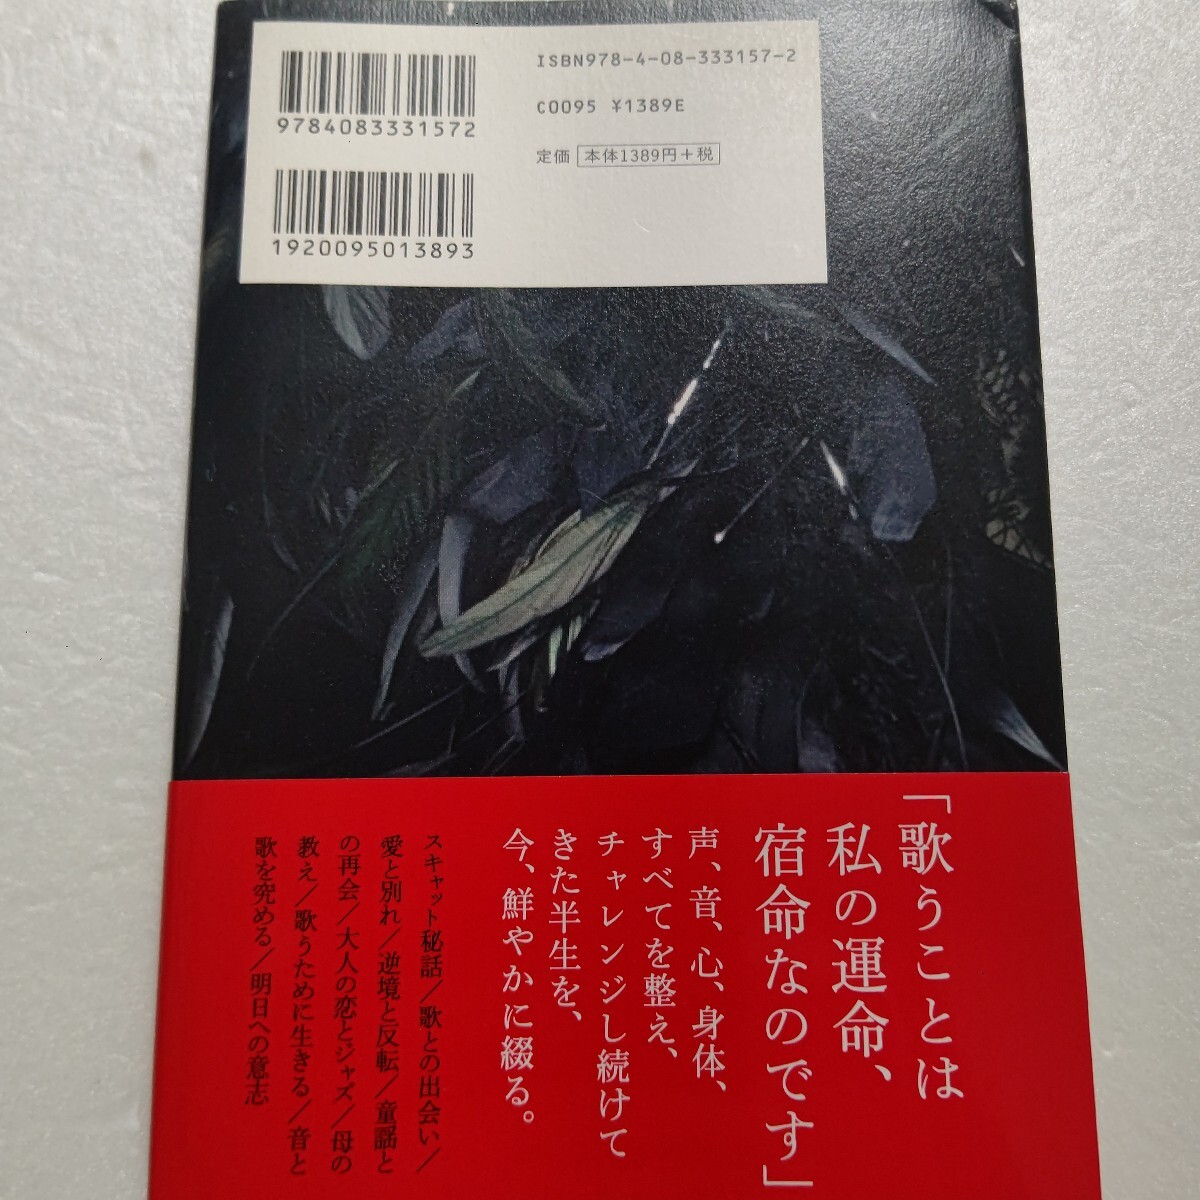 ISBN978-4-08-333157-2
C0095 ¥1389E
定価 本体1389円+税
9784083331572
1920095013893
「歌うことは
私の運命、
宿命なのです」
声、音、心、身体、
すべてを整え、
チャレンジし続けて
きた半生を、
今、鮮やかに綴る。
スキャット秘話/歌との出会い/
愛と別れ/逆境と反転/童謡と
の再会/大人の恋とジャズ/母の
教え/歌うために生きる/音と
歌を究める/明日への意志